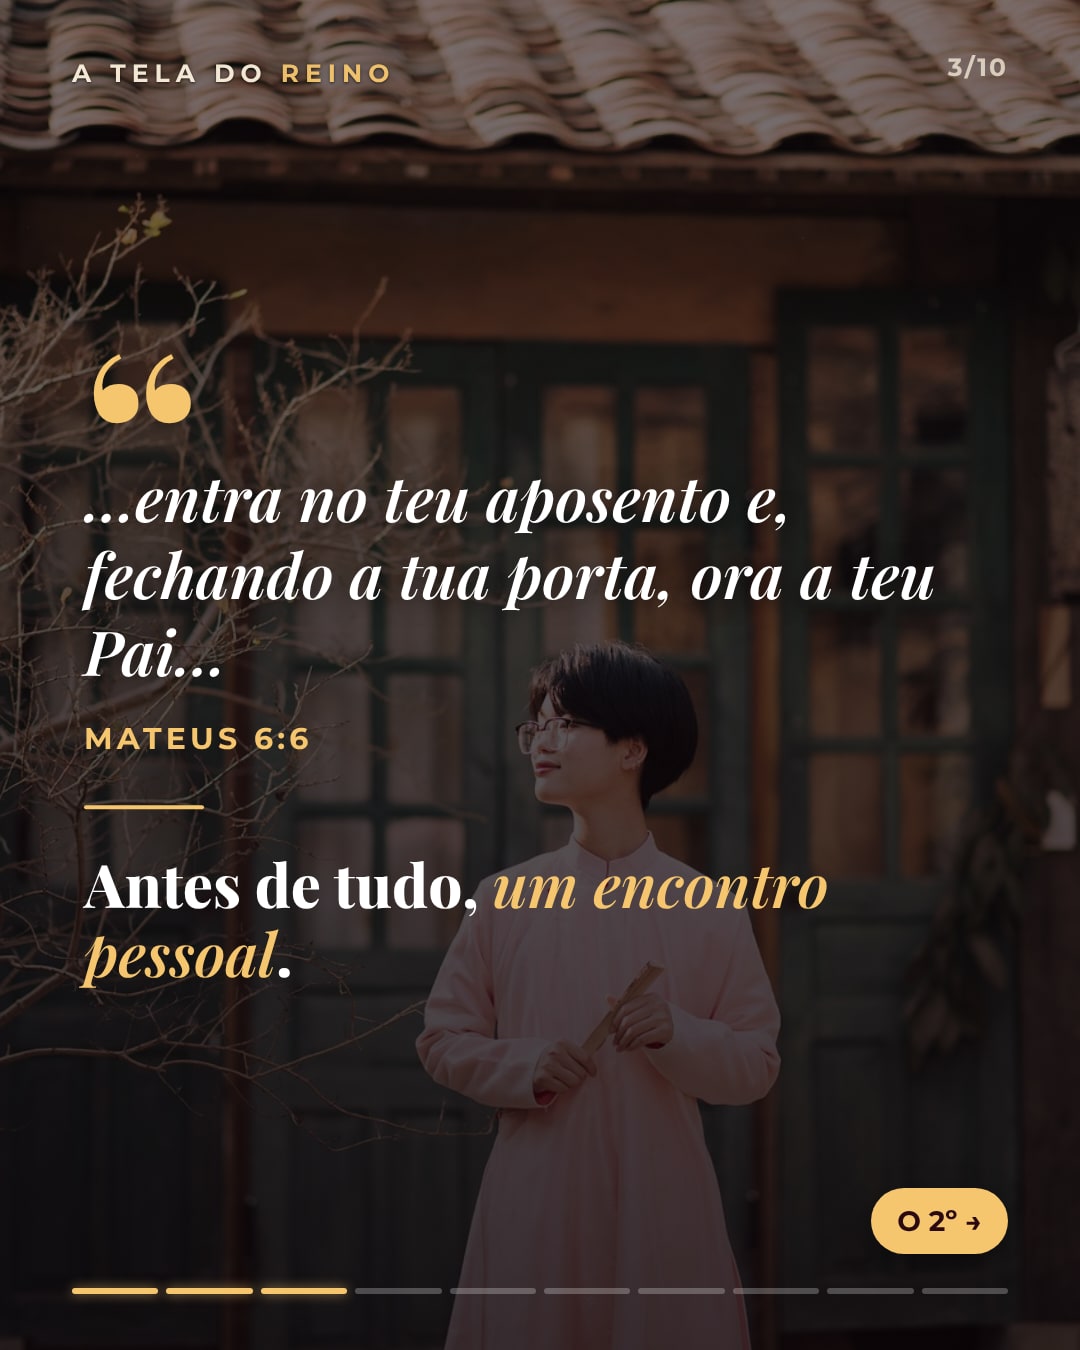 A TELA DO REINO
3/10
“
...entra no teu aposento e,
fechando a tua porta, ora a teu
Pai...
MATEUS 6:6
Antes de tudo, um encontro
pessoal.
O 2º →